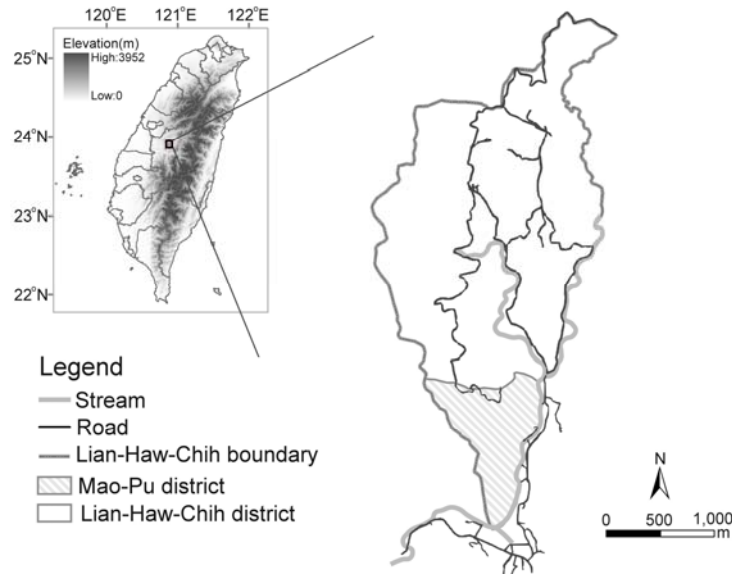 120°E 121°E 122°E
Elevation(m)
High:3952
Low:0
25°N
24°N
23°N
22°N
Legend
Stream
Road
Lian-Haw-Chih boundary
Mao-Pu district
Lian-Haw-Chih district
N
0 500 1,000
m